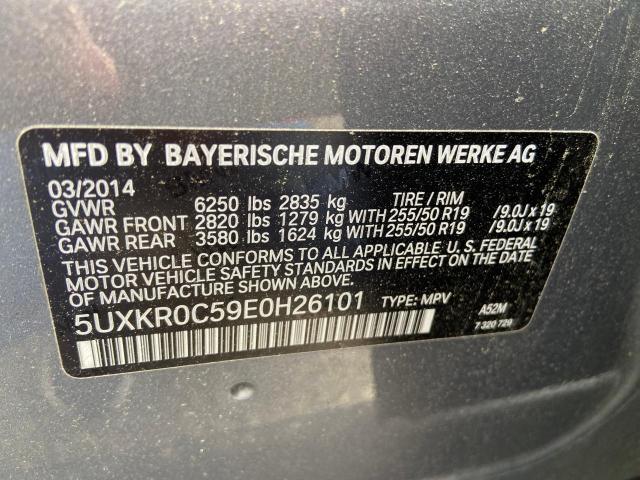 MFD BY BAYERISCHE MOTOREN WERKE AG
03/2014 TIRE / RIM
GVWR 6250 lbs 2835 kg
GAWR FRONT 2820 lbs 1279 kg WITH 255/50 R19 /9.0J x 19
GAWR REAR 3580 lbs 1624 kg WITH 255/50 R19 /9.0J x 19
THIS VEHICLE CONFORMS TO ALL APPLICABLE U. S. FEDERAL
MOTOR VEHICLE SAFETY STANDARDS IN EFFECT ON THE DATE
OF MANUFACTURE SHOWN ABOVE.
5UXKR0C59E0H26101 TYPE: MPV A52M
7 320 729